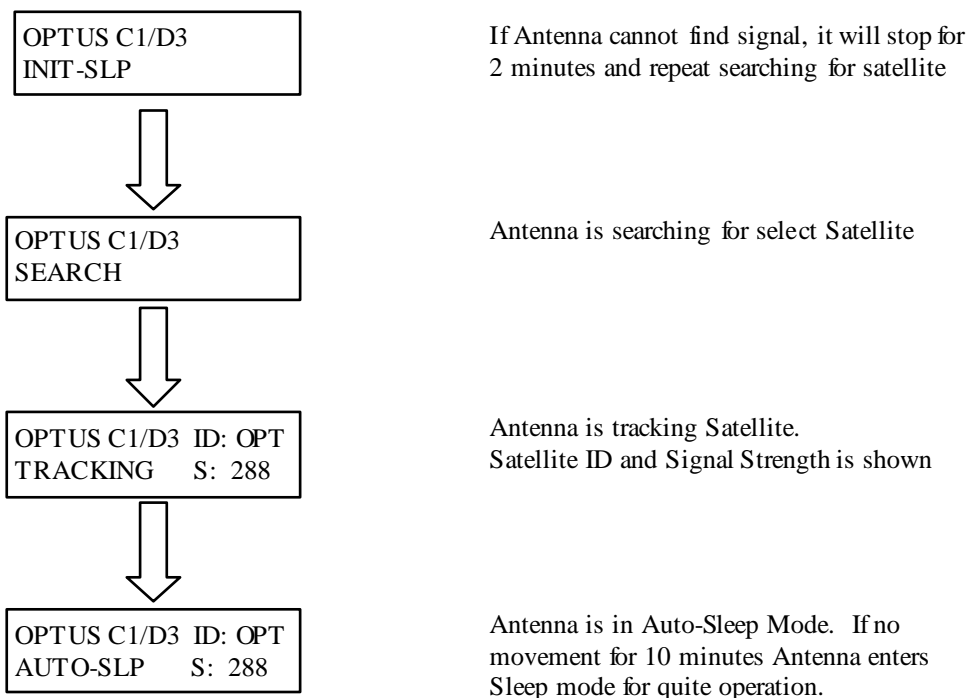 OPTUS C1/D3
INIT-SLP
If Antenna cannot find signal, it will stop for
2 minutes and repeat searching for satellite
OPTUS C1/D3
SEARCH
Antenna is searching for select Satellite
OPTUS C1/D3 ID: OPT
TRACKING S: 288
Antenna is tracking Satellite.
Satellite ID and Signal Strength is shown
OPTUS C1/D3 ID: OPT
AUTO-SLP S: 288
Antenna is in Auto-Sleep Mode. If no
movement for 10 minutes Antenna enters
Sleep mode for quite operation.